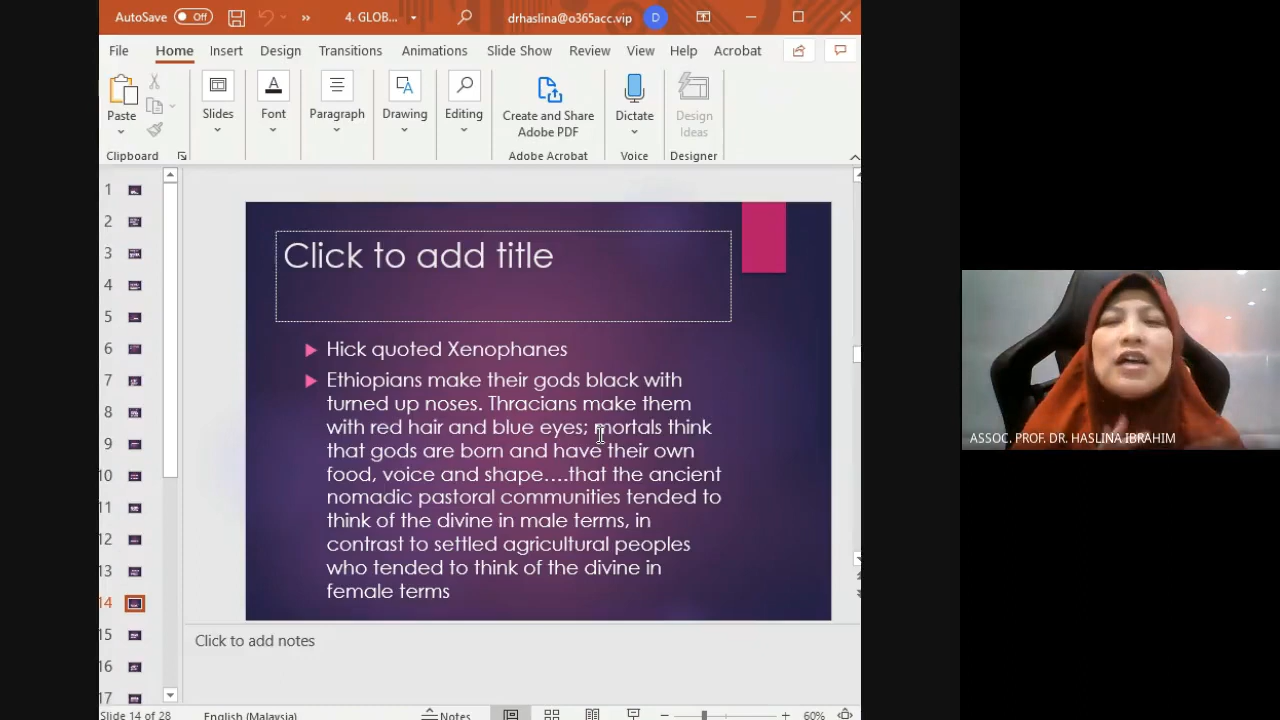 AutoSave Off 4. GLOB... drhaslina@o365acc.vip D
File Home Insert Design Transitions Animations Slide Show Review View Help Acrobat
Paste Slides Font Paragraph Drawing Editing Create and Share Adobe PDF Dictate Design Ideas
Clipboard Adobe Acrobat Voice Designer
1
2
3
4
5
6
7
8
9
10
11
12
13
14
15
16
17
Click to add title
Hick quoted Xenophanes
Ethiopians make their gods black with
turned up noses. Thracians make them
with red hair and blue eyes; mortals think
that gods are born and have their own
food, voice and shape....that the ancient
nomadic pastoral communities tended to
think of the divine in male terms, in
contrast to settled agricultural peoples
who tended to think of the divine in
female terms
Click to add notes
Slide 14 of 28 English (Malaysia) Notes 60%
ASSOC. PROF. DR. HASLINA IBRAHIM